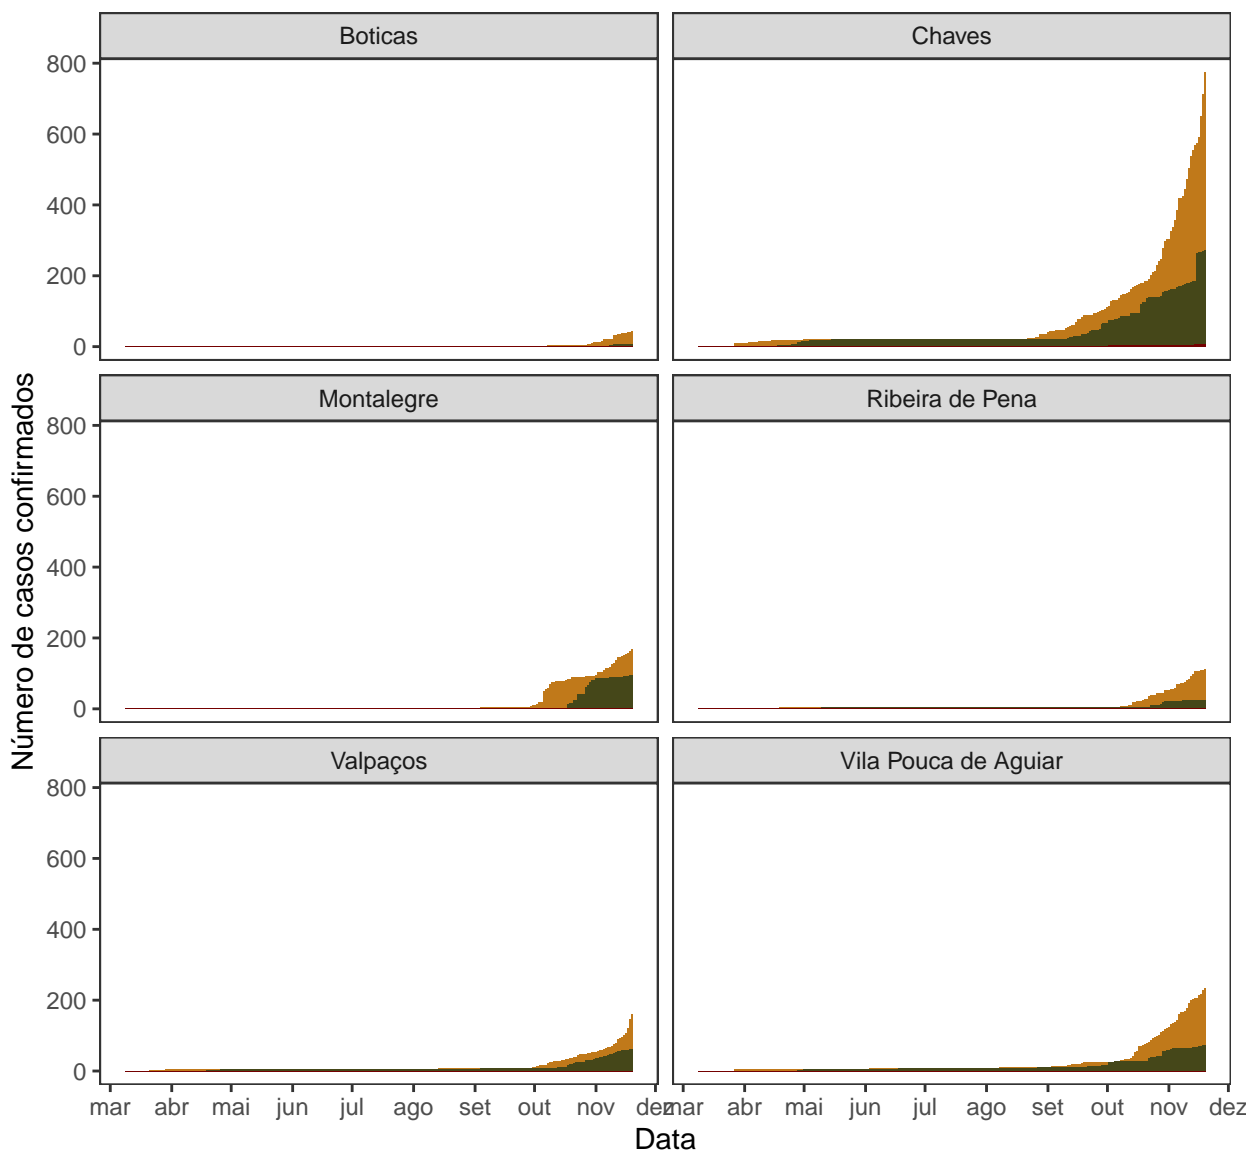 Boticas
Chaves
800
600
400
200
0
Montalegre
Ribeira de Pena
800
600
400
200
0
Valpaços
Vila Pouca de Aguiar
800
600
400
200
0
mar abr mai jun jul ago set out nov dez
mar abr mai jun jul ago set out nov dez
Data
Número de casos confirmados